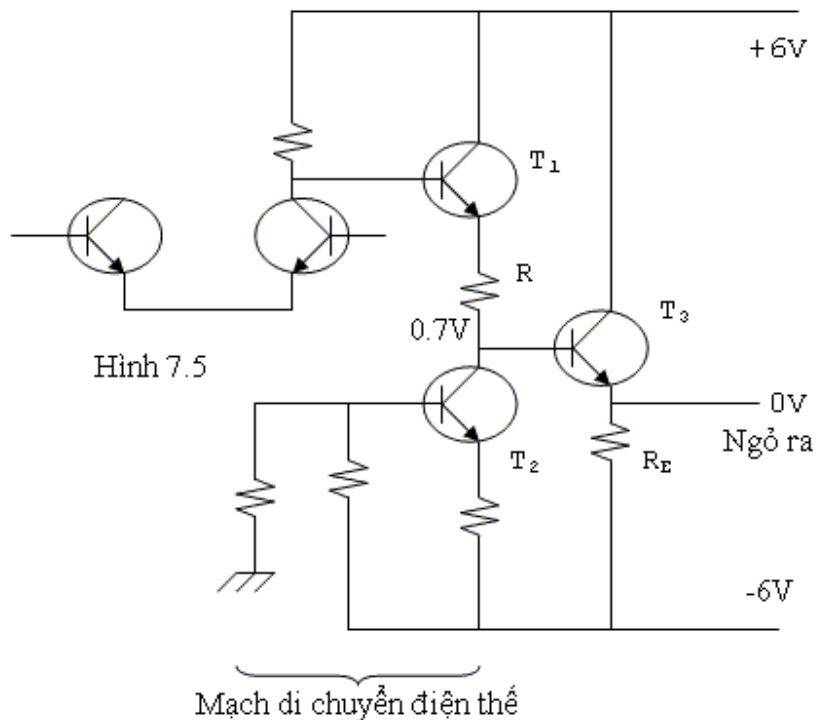 +6V
T1
R
0.7V
T3
Hình 7.5
0V
Ngỏ ra
T2
RE
-6V
Mạch di chuyển điện thế